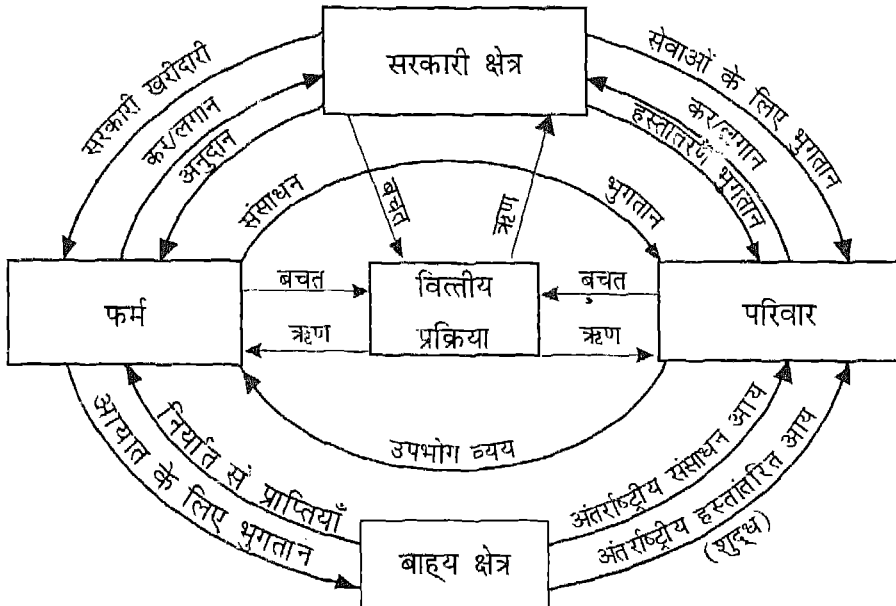 सरकारी क्षेत्र
सरकारी खरीदारी
कर/लगान
अनुदान
सेवाओं के लिए भुगतान
कर/लगान
हस्तातरण भुगतान
संसाधन
भुगतान
बचत
ऋण
फर्म
बचत
ऋण
वित्तीय
प्रक्रिया
बचत
ऋण
परिवार
उपभोग व्यय
निर्यात से प्राप्तियाँ
आयात के लिए भुगतान
बाह्य क्षेत्र
अंतर्राष्ट्रीय संसाधन आय
अंतर्राष्ट्रीय हस्तांतरित आय
(शुद्ध)